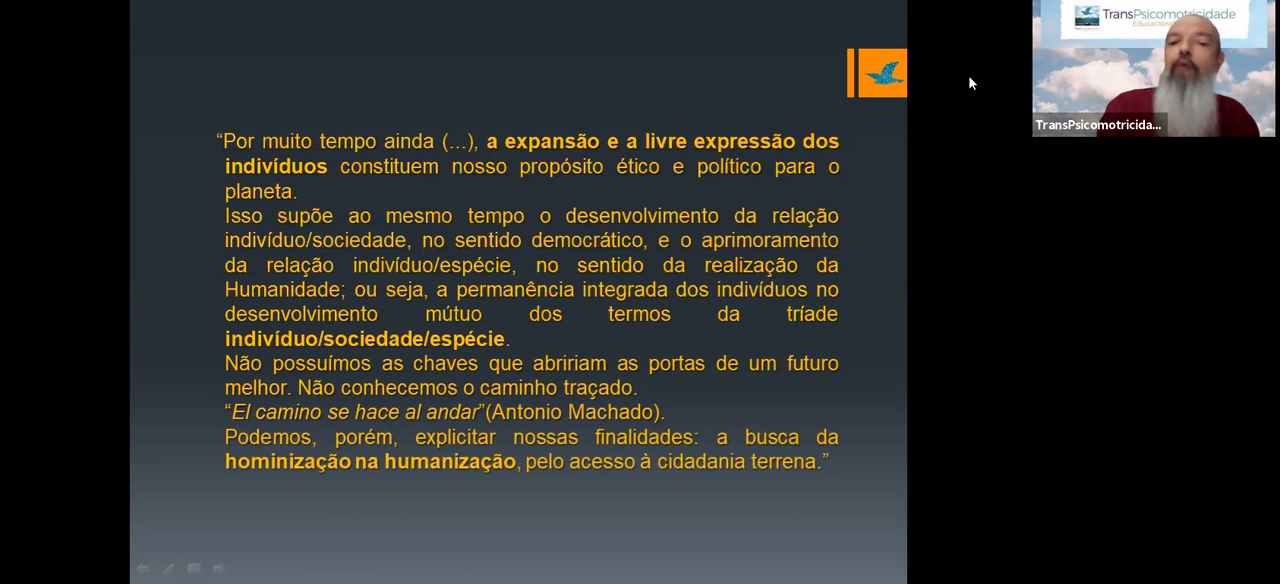 “Por muito tempo ainda (...), a expansão e a livre expressão dos
indivíduos constituem nosso propósito ético e político para o
planeta.
Isso supõe ao mesmo tempo o desenvolvimento da relação
indivíduo/sociedade, no sentido democrático, e o aprimoramento
da relação indivíduo/espécie, no sentido da realização da
Humanidade; ou seja, a permanência integrada dos indivíduos no
desenvolvimento mútuo dos termos da tríade
indivíduo/sociedade/espécie.
Não possuímos as chaves que abririam as portas de um futuro
melhor. Não conhecemos o caminho traçado.
“El camino se hace al andar”(Antonio Machado).
Podemos, porém, explicitar nossas finalidades: a busca da
hominização na humanização, pelo acesso à cidadania terrena.”
TransPsicomotricidade
Educacional
TransPsicomotricida...